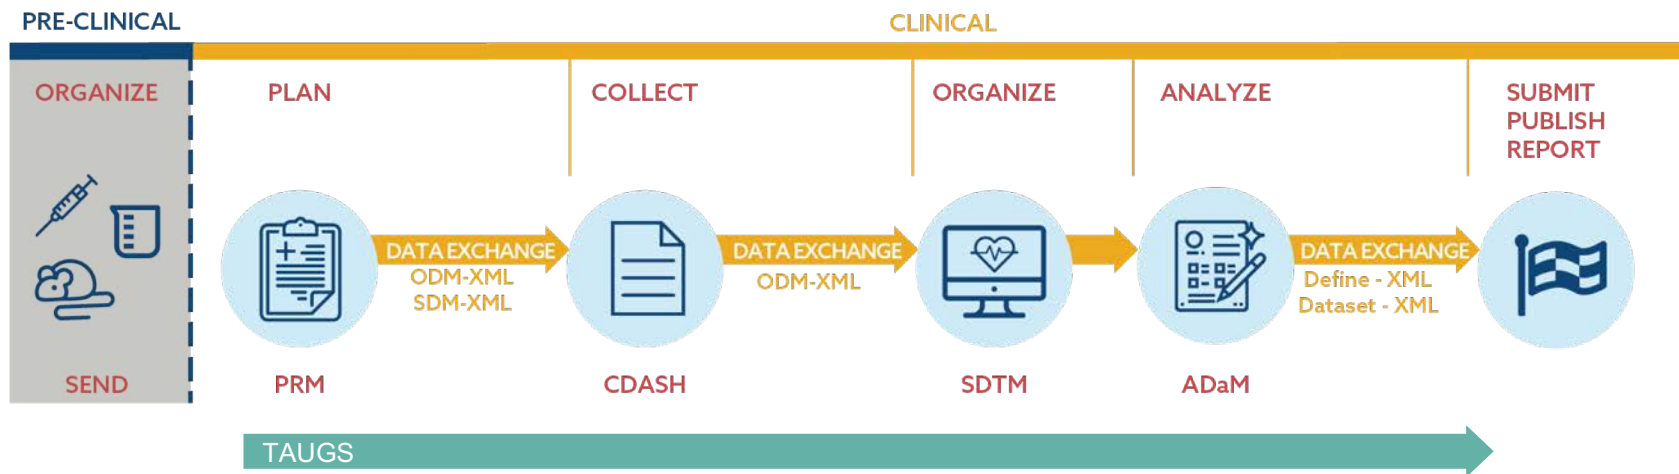 PRE-CLINICAL
CLINICAL
ORGANIZE
PLAN
COLLECT
ORGANIZE
ANALYZE
SUBMIT
PUBLISH
REPORT
DATA EXCHANGE
ODM-XML
SDM-XML
DATA EXCHANGE
ODM-XML
DATA EXCHANGE
Define - XML
Dataset - XML
SEND
PRM
CDASH
SDTM
ADaM
TAUGS